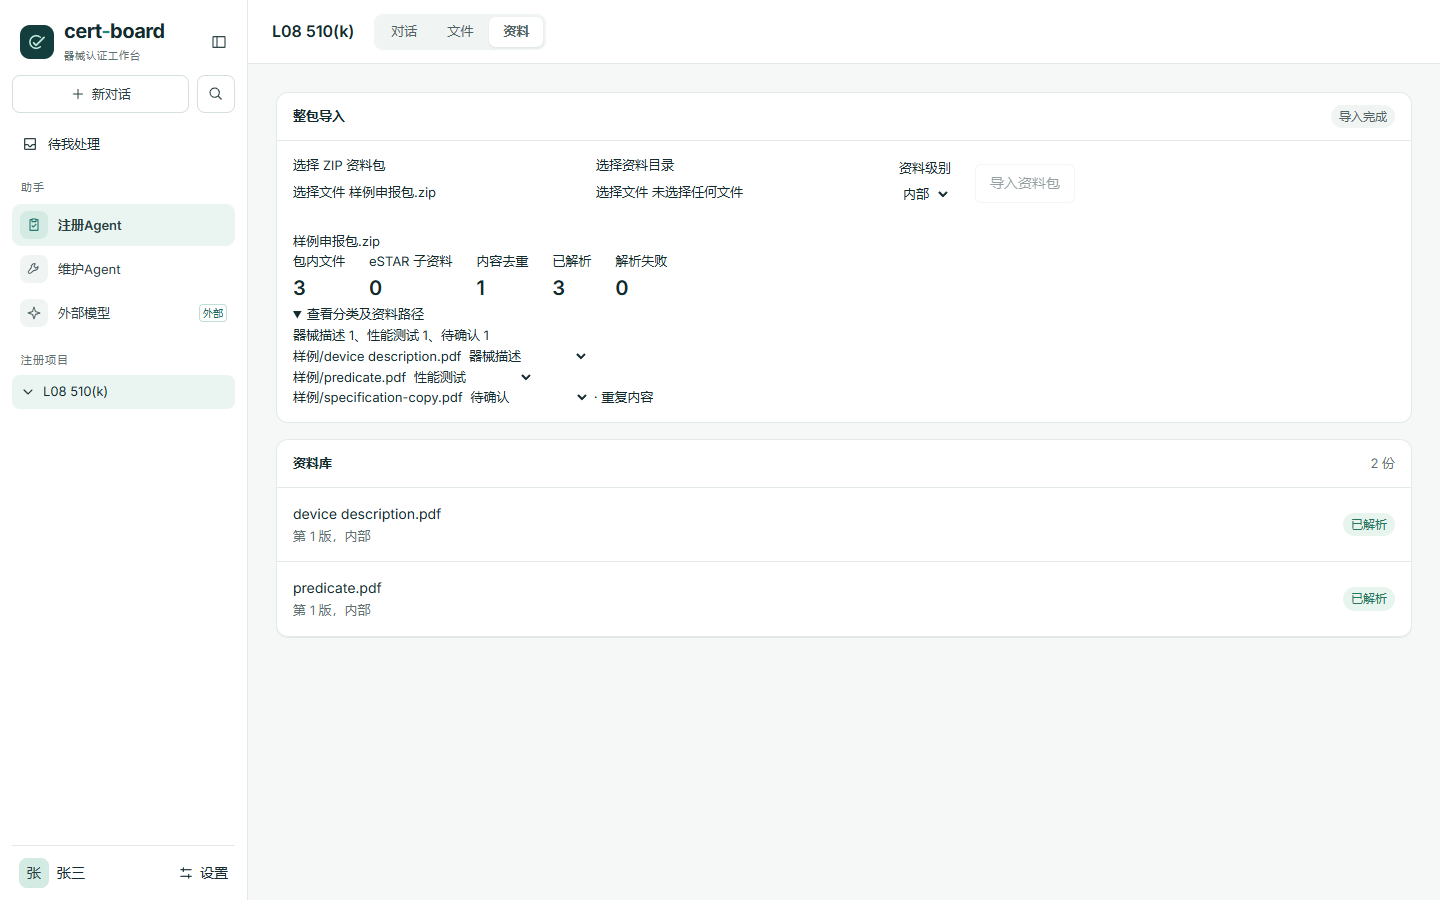 cert-board
器械认证工作台
新对话
待我处理
助手
注册Agent
维护Agent
外部模型 外部
注册项目
L08 510(k)
张 张三 设置
L08 510(k) 对话 文件 资料
整包导入 导入完成
选择 ZIP 资料包 选择资料目录 资料级别
选择文件 样例申报包.zip 选择文件 未选择任何文件 内部 导入资料包
样例申报包.zip
包内文件 eSTAR 子资料 内容去重 已解析 解析失败
3 0 1 3 0
▼ 查看分类及资料路径
器械描述 1、性能测试 1、待确认 1
样例/device description.pdf 器械描述
样例/predicate.pdf 性能测试
样例/specification-copy.pdf 待确认 · 重复内容
资料库 2 份
device description.pdf
第 1 版，内部 已解析
predicate.pdf
第 1 版，内部 已解析